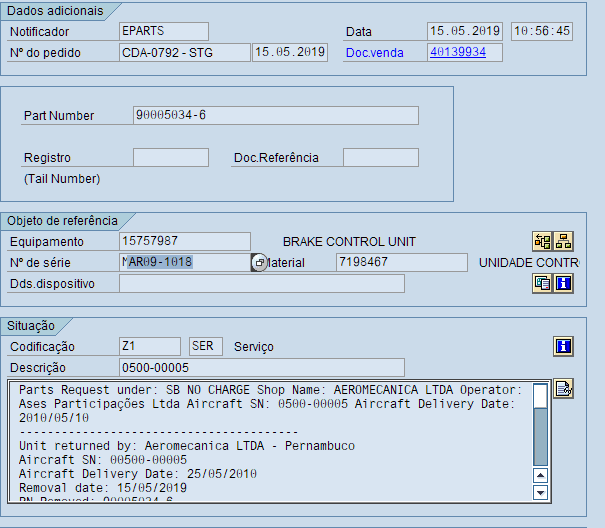 Dados adicionais
Notificador EPARTS Data 15.05.2019 10:56:45
Nº do pedido CDA-0792 - STG 15.05.2019 Doc.venda 40139934
Part Number 90005034-6
Registro Doc.Referência
(Tail Number)
Objeto de referência
Equipamento 15757987 BRAKE CONTROL UNIT
Nº de série MAR09-1018 Material 7198467 UNIDADE CONTR
Dds.dispositivo
Situação
Codificação Z1 SER Serviço
Descrição 0500-00005
Parts Request under: SB NO CHARGE Shop Name: AEROMECANICA LTDA Operator:
Ases Participações Ltda Aircraft SN: 0500-00005 Aircraft Delivery Date:
2010/05/10
----------------------------------------
Unit returned by: Aeromecanica LTDA - Pernambuco
Aircraft SN: 00500-00005
Aircraft Delivery Date: 25/05/2010
Removal date: 15/05/2019
PN Removed: 90005034-6